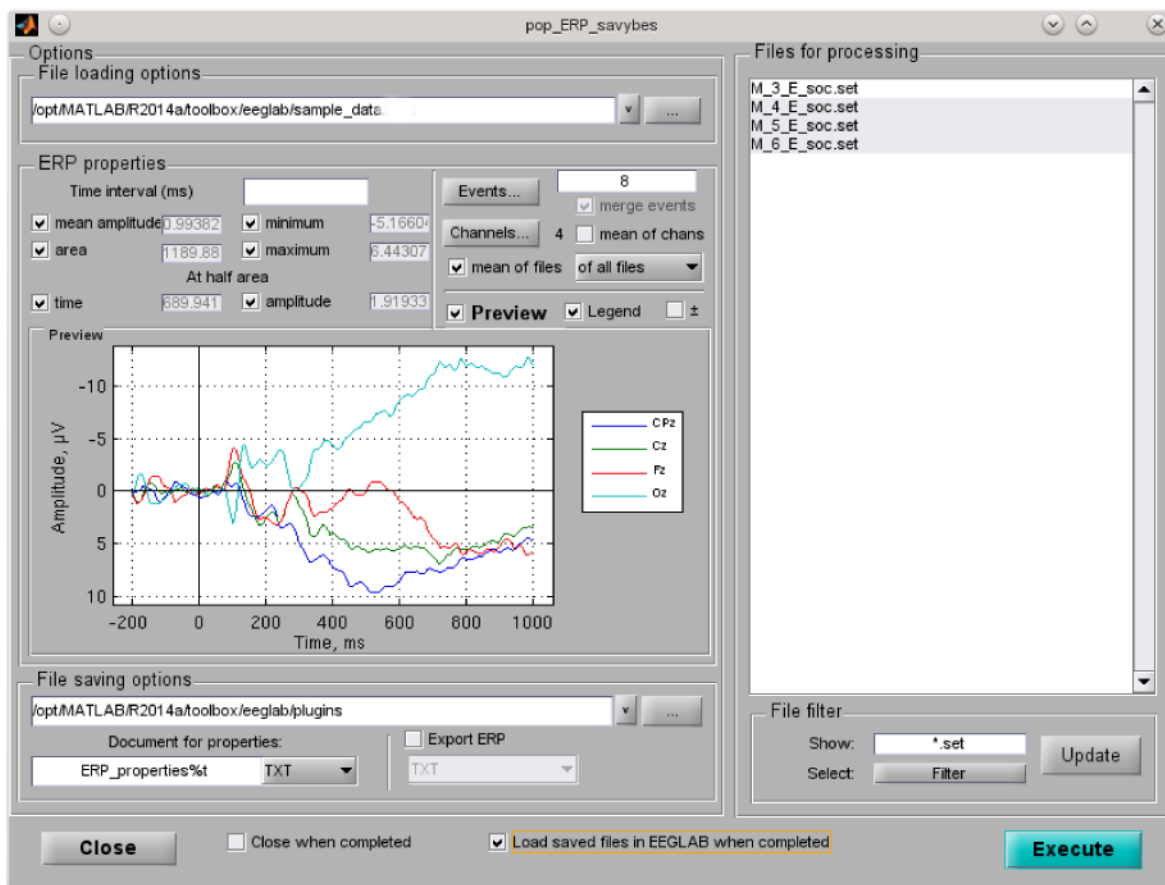 pop_ERP_savybes
Options
File loading options
/opt/MATLAB/R2014a/toolbox/eeglab/sample_data
v
...
ERP properties
Time interval (ms)
mean amplitude
0.99382
minimum
-5.16604
area
1189.88
maximum
6.44307
At half area
time
689.941
amplitude
1.91933
Events...
8
merge events
Channels...
4
mean of chans
mean of files
of all files
Preview
Legend
±
Preview
-10
-5
0
5
10
Amplitude, µV
-200 0 200 400 600 800 1000
Time, ms
CPz
Cz
Fz
Oz
File saving options
/opt/MATLAB/R2014a/toolbox/eeglab/plugins
v
...
Document for properties:
ERP_properties%t
TXT
Export ERP
TXT
Files for processing
M_3_E_soc.set
M_4_E_soc.set
M_5_E_soc.set
M_6_E_soc.set
File filter
Show:
*.set
Select:
Filter
Update
Close
Close when completed
Load saved files in EEGLAB when completed
Execute